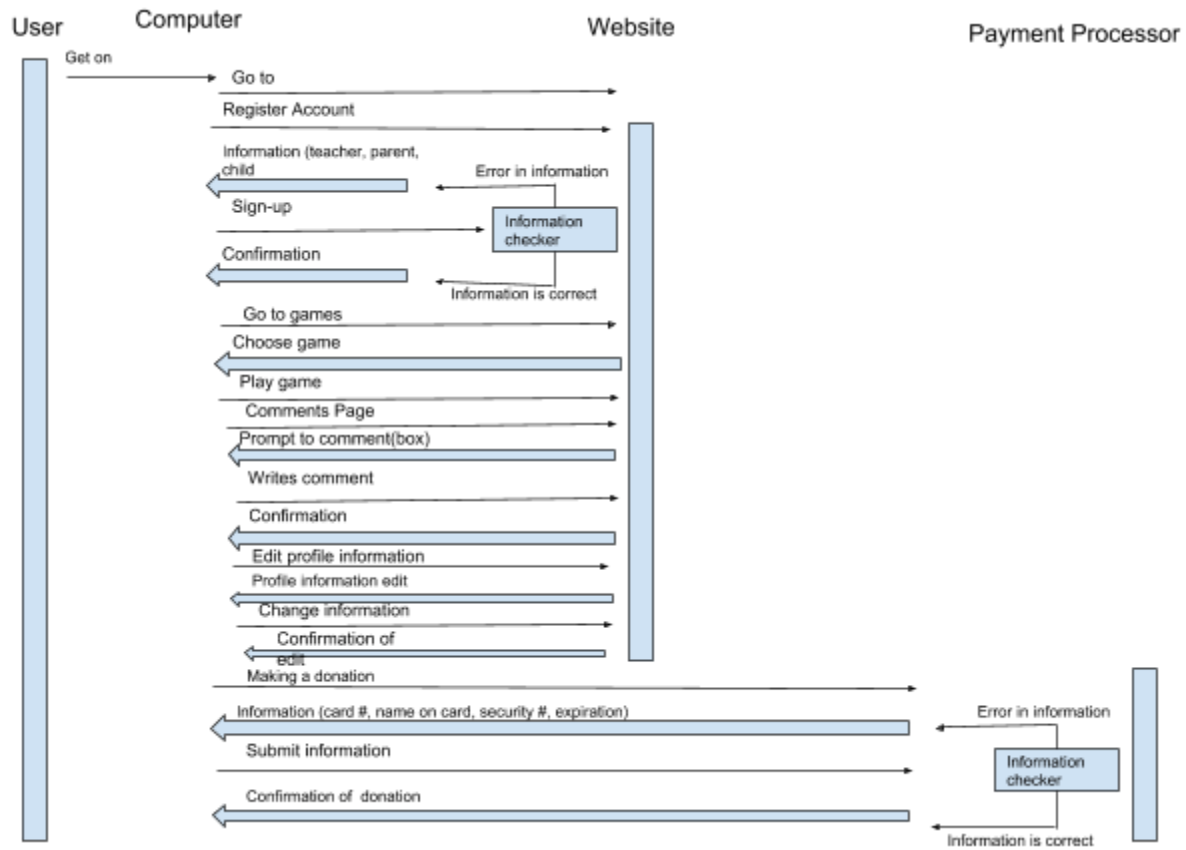 User
Computer
Website
Payment Processor
Get on
Go to
Register Account
Information (teacher, parent,
child
Error in information
Sign-up
Information
checker
Confirmation
Information is correct
Go to games
Choose game
Play game
Comments Page
Prompt to comment(box)
Writes comment
Confirmation
Edit profile information
Profile information edit
Change information
Confirmation of
edit
Making a donation
Information (card #, name on card, security #, expiration)
Error in information
Submit information
Information
checker
Confirmation of donation
Information is correct